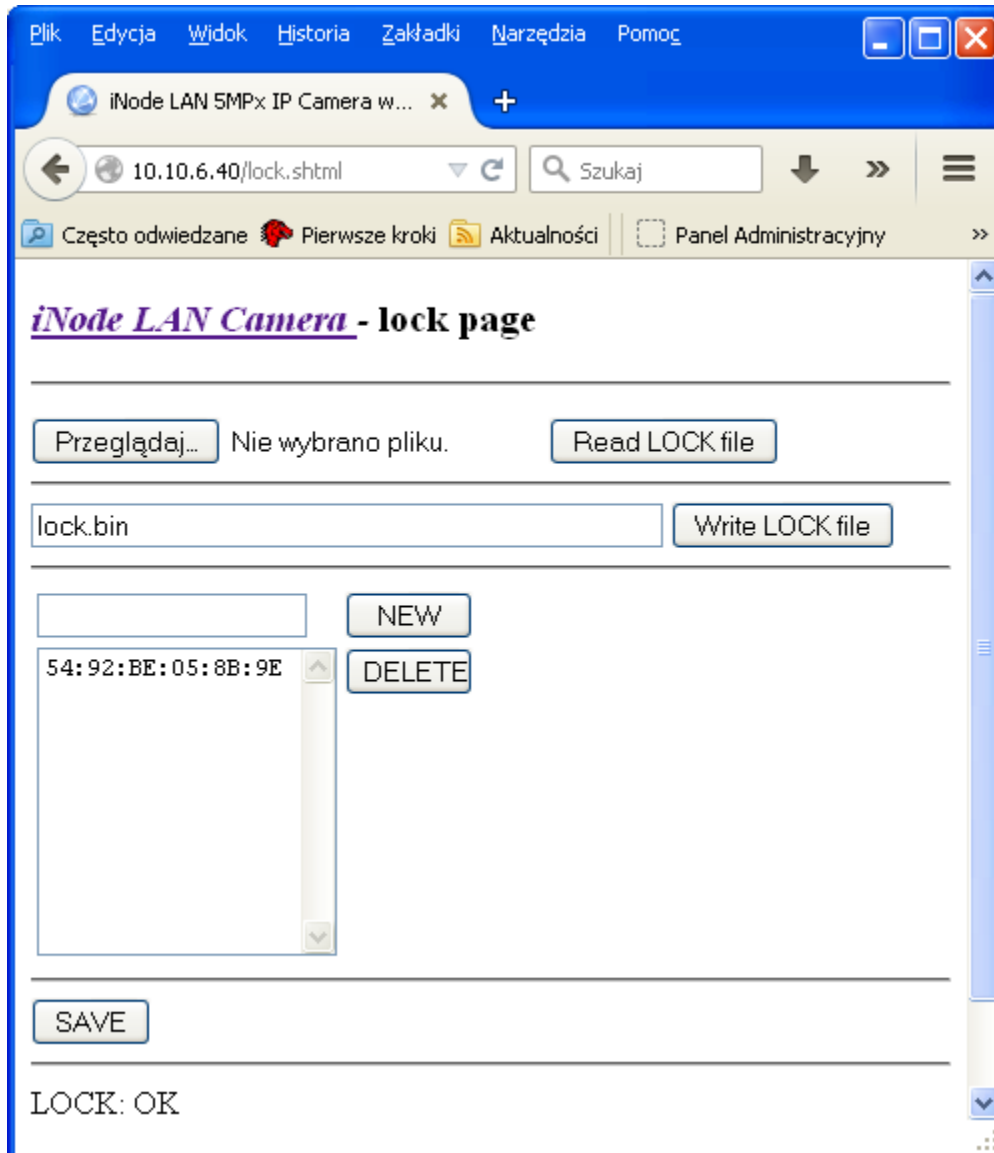 Plik Edycja Widok Historia Zakładki Narzędzia Pomoc
iNode LAN 5MPx IP Camera w...
10.10.6.40/lock.shtml Szukaj
Często odwiedzane Pierwsze kroki Aktualności Panel Administracyjny
iNode LAN Camera - lock page
Przeglądaj... Nie wybrano pliku. Read LOCK file
lock.bin Write LOCK file
NEW
54:92:BE:05:8B:9E DELETE
SAVE
LOCK: OK